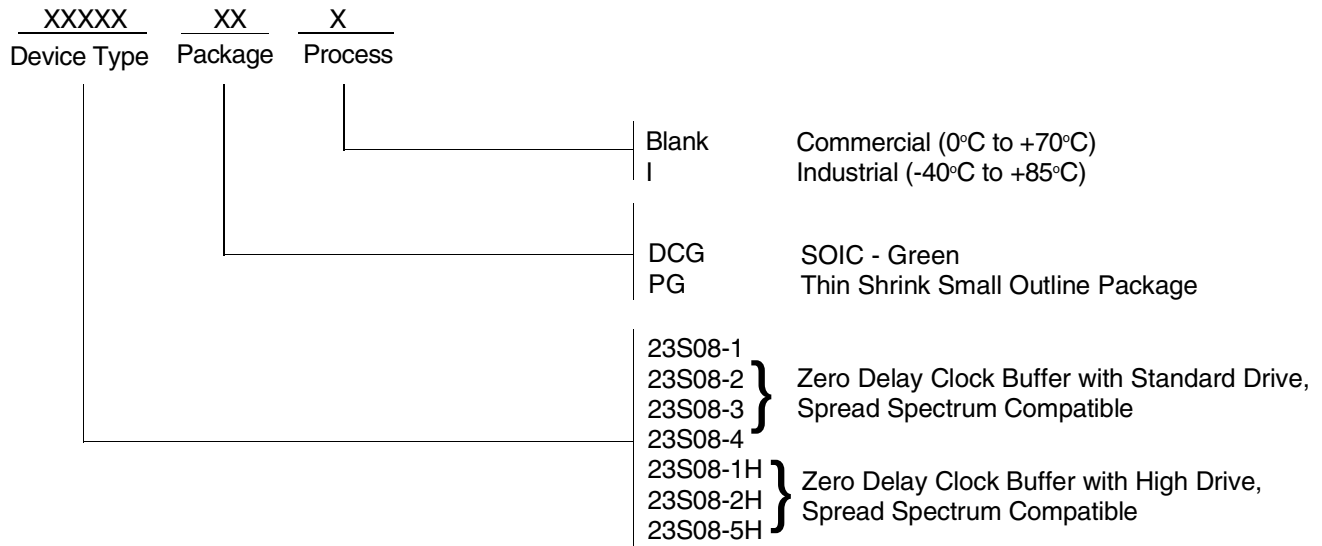 XXXXX XX X
Device Type Package Process
Blank Commercial (0°C to +70°C)
I Industrial (-40°C to +85°C)
DCG SOIC - Green
PG Thin Shrink Small Outline Package
23S08-1
23S08-2
23S08-3
23S08-4
} Zero Delay Clock Buffer with Standard Drive,
Spread Spectrum Compatible
23S08-1H
23S08-2H
23S08-5H
} Zero Delay Clock Buffer with High Drive,
Spread Spectrum Compatible